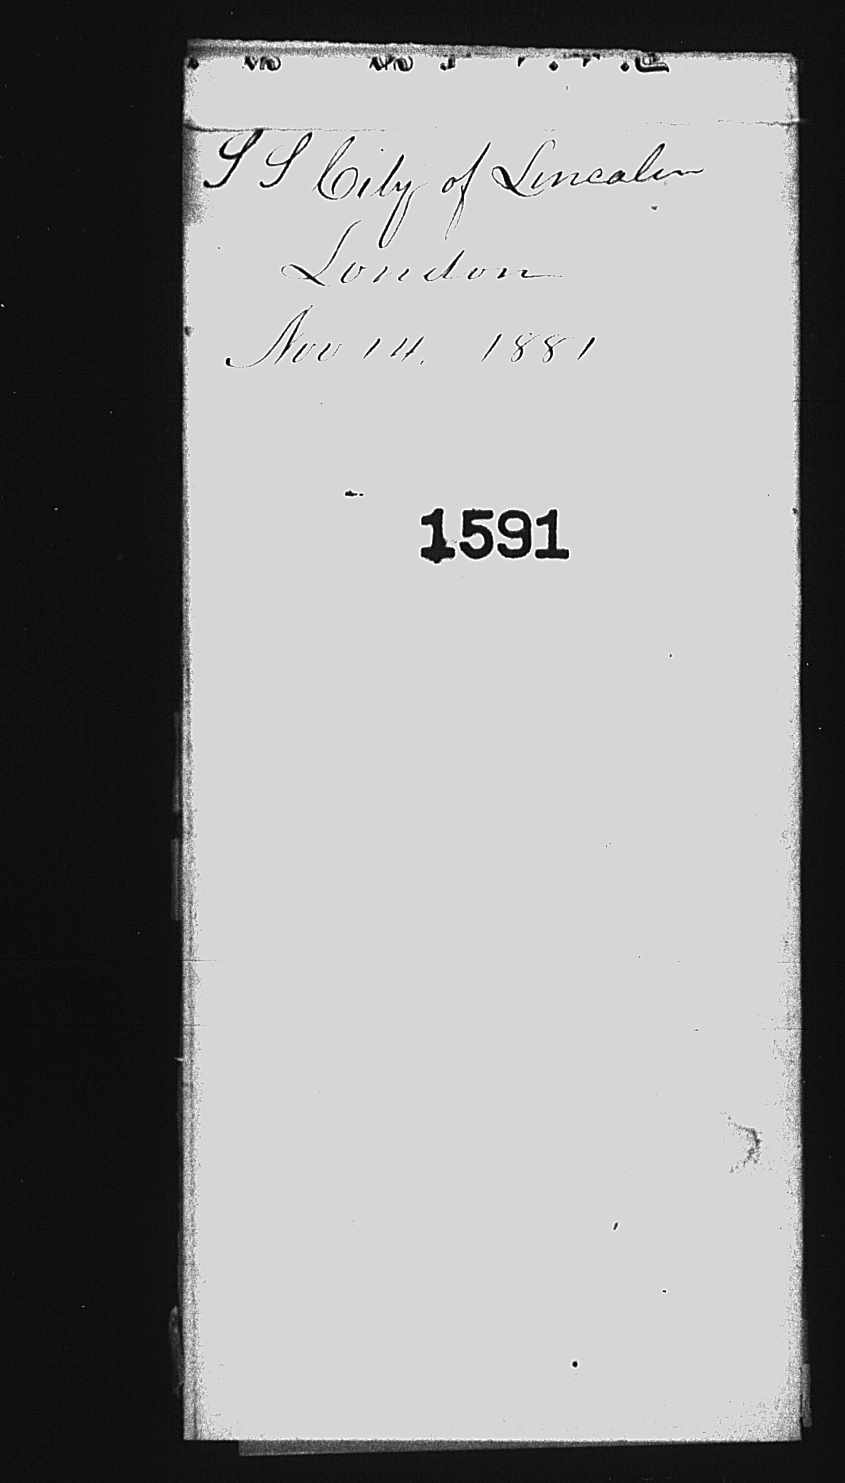 S S City of Lincoln
London
Nov 14. 1881
1591